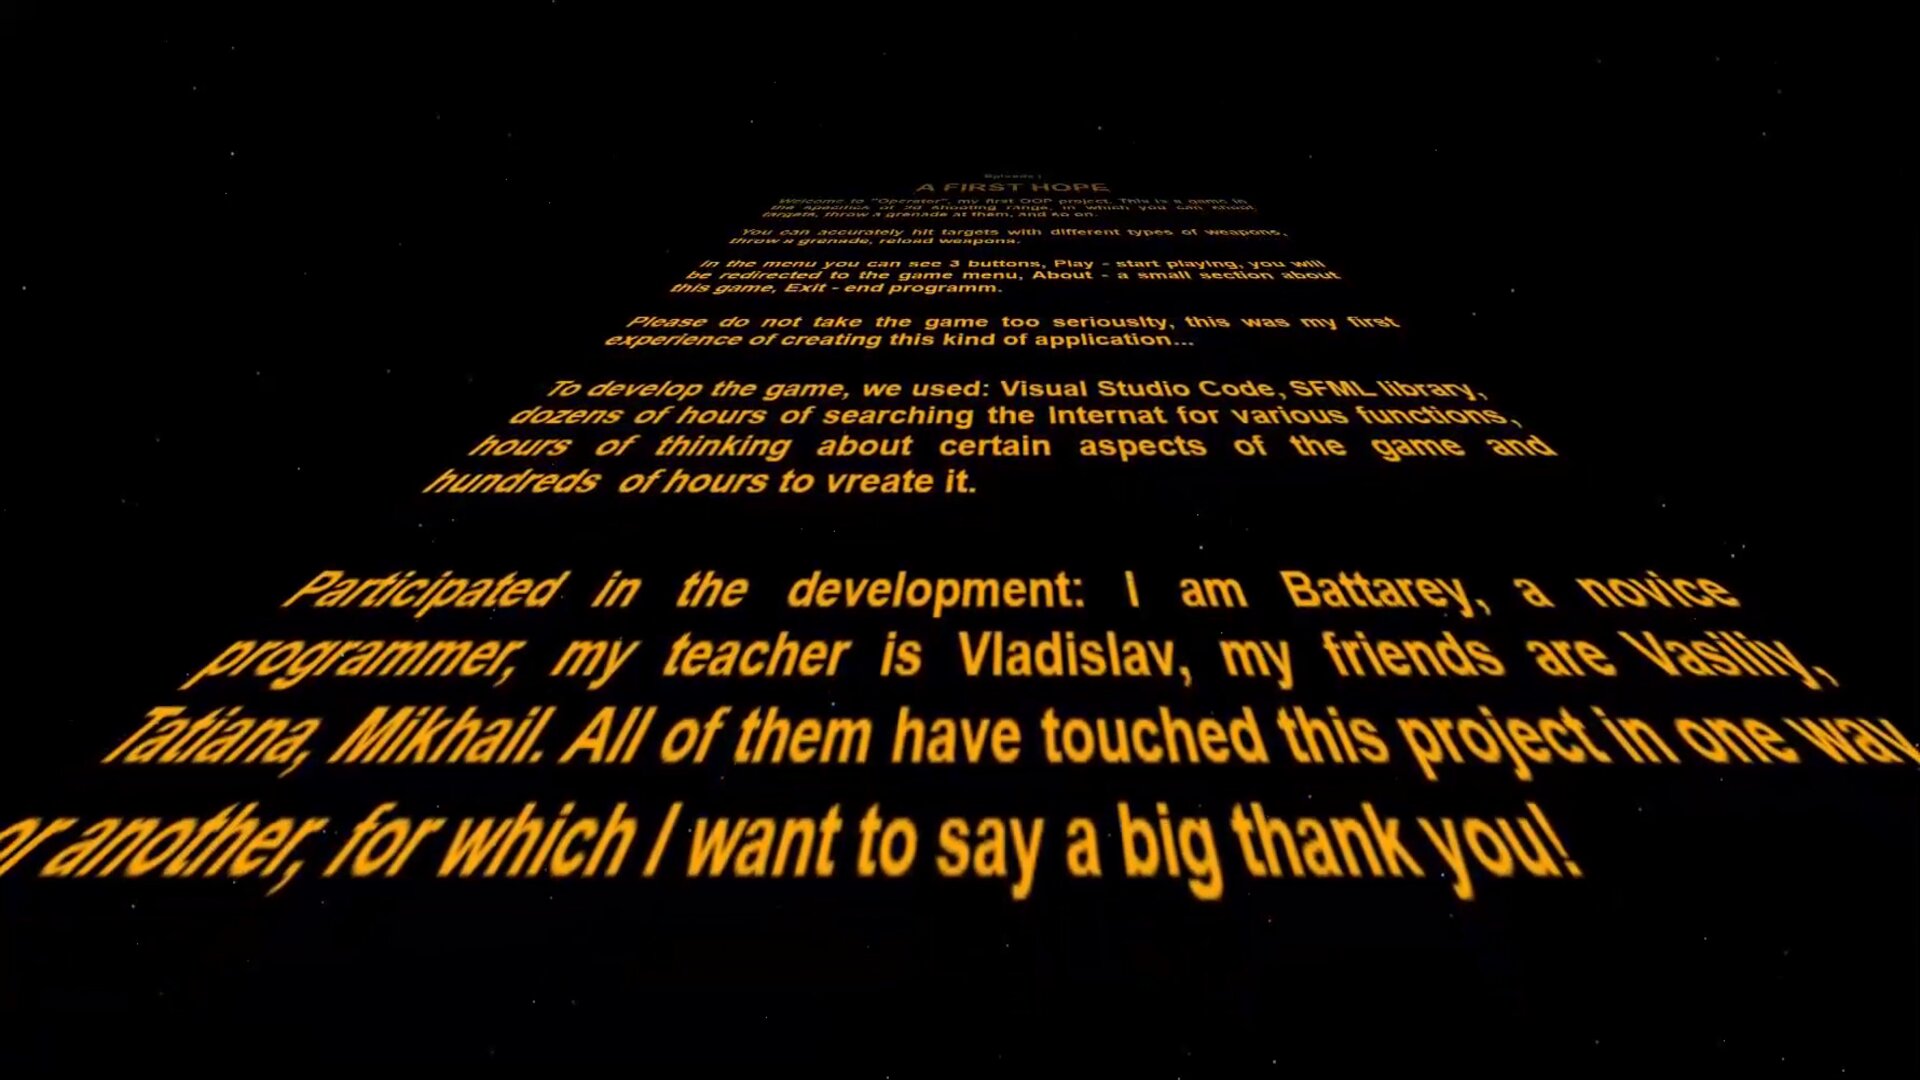 Episode I
A FIRST HOPE
Welcome to "Operator", my first OOP project. This is a game in
the specifics of 2d shooting range, in which you can shoot
targets, throw a grenade at them, and so on.
You can accurately hit targets with different types of weapons,
throw a grenade, reload weapons.
In the menu you can see 3 buttons, Play - start playing, you will
be redirected to the game menu, About - a small section about
this game, Exit - end programm.
Please do not take the game too seriouslty, this was my first
experience of creating this kind of application...
To develop the game, we used: Visual Studio Code, SFML library,
dozens of hours of searching the Internat for various functions,
hours of thinking about certain aspects of the game and
hundreds of hours to vreate it.
Participated in the development: I am Battarey, a novice
programmer, my teacher is Vladislav, my friends are Vasiliy,
Tatiana, Mikhail. All of them have touched this project in one way
or another, for which I want to say a big thank you!